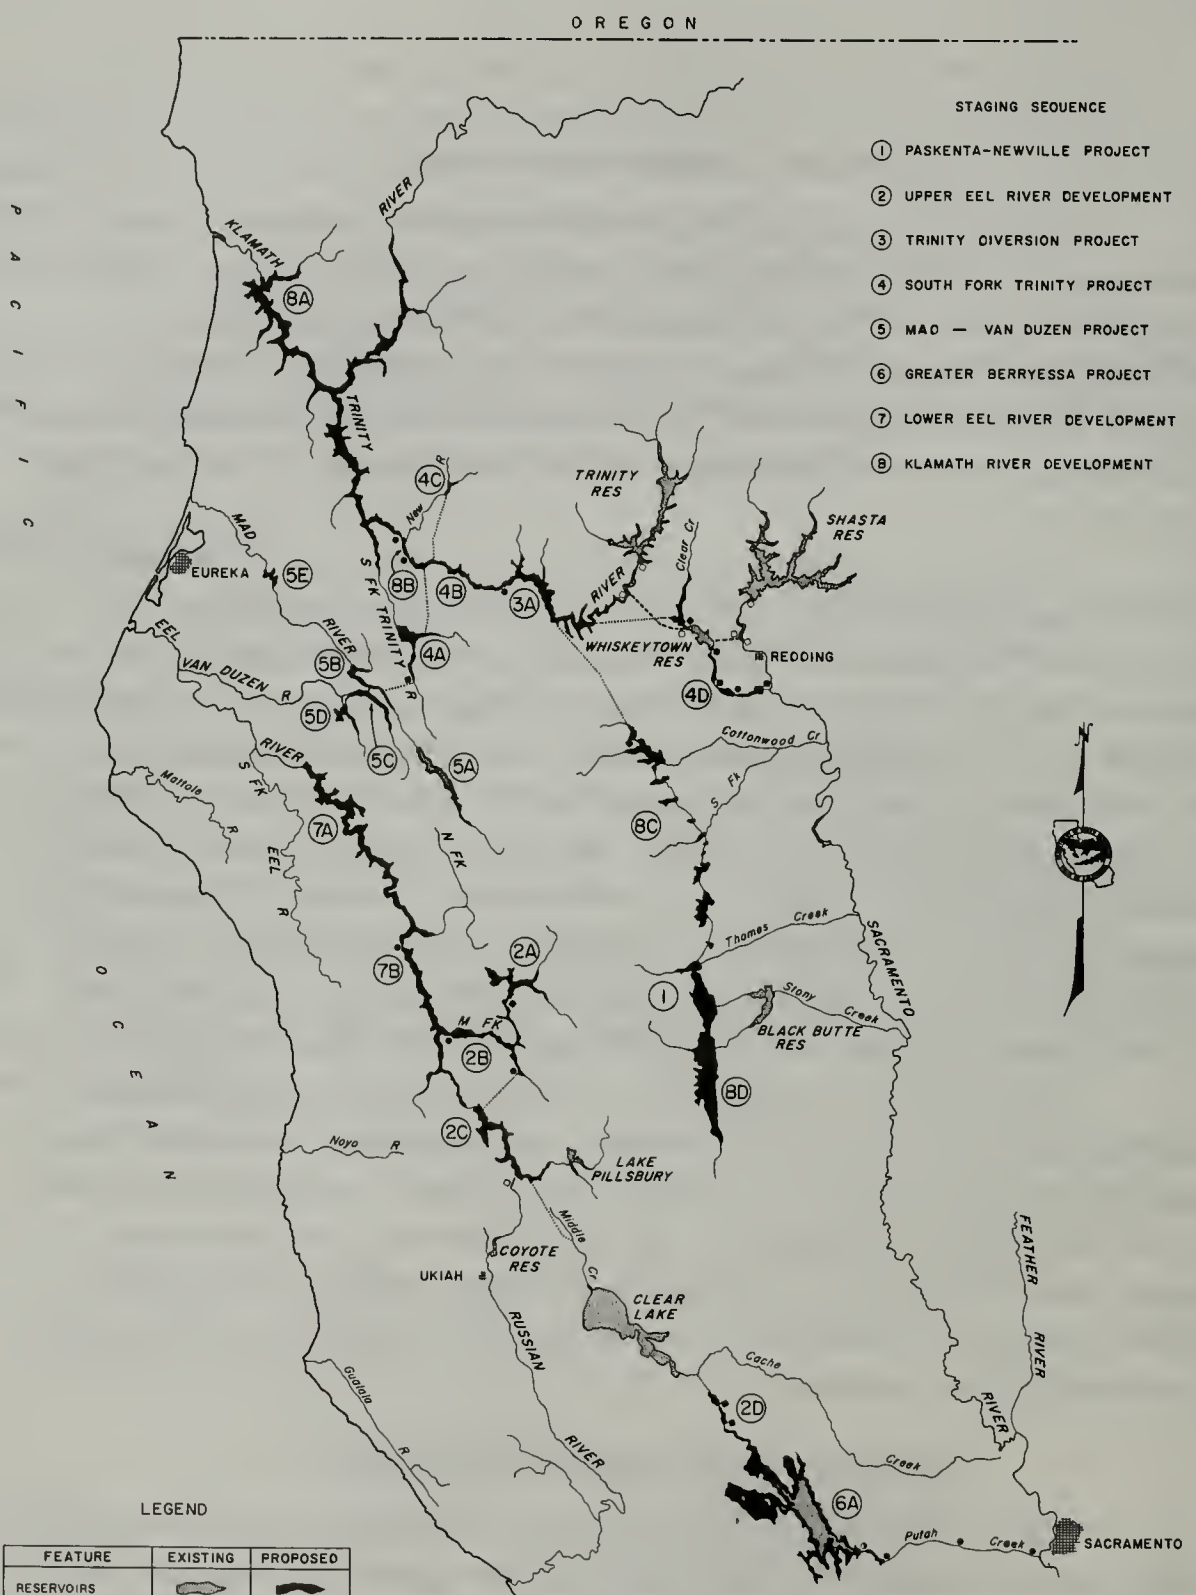 OREGON
STAGING SEQUENCE
① PASKENTA-NEWVILLE PROJECT
② UPPER EEL RIVER DEVELOPMENT
③ TRINITY DIVERSION PROJECT
④ SOUTH FORK TRINITY PROJECT
⑤ MAD — VAN DUZEN PROJECT
⑥ GREATER BERRYESSA PROJECT
⑦ LOWER EEL RIVER DEVELOPMENT
⑧ KLAMATH RIVER DEVELOPMENT
PACIFIC
OCEAN
RIVER
KLAMATH
8A
TRINITY
4C
New R
TRINITY
RES
SHASTA
RES
Clear Cr
MAD
EUREKA
5E
S FK TRINITY
8B
4B
3A
RIVER
RIVER
EEL
5B
4A
R
WHISKEYTOWN
RES
REDDING
VAN DUZEN R
4D
5D
5C
Cottonwood Cr
N
RIVER
S FK
5A
S Fk
Mattole R
7A
8C
EEL R
N FK
Thomes Creek
SACRAMENTO
2A
7B
1
Stony Creek
M FK
BLACK BUTTE
RES
2B
8D
2C
Noyo R
LAKE
PILLSBURY
Middle Cr
FEATHER
COYOTE
RES
UKIAH
CLEAR
LAKE
RUSSIAN
RIVER
Cache
Gualala R
2D
RIVER
RIVER
Creek
6A
LEGEND
Putah Creek
SACRAMENTO
FEATURE EXISTING PROPOSED
RESERVOIRS